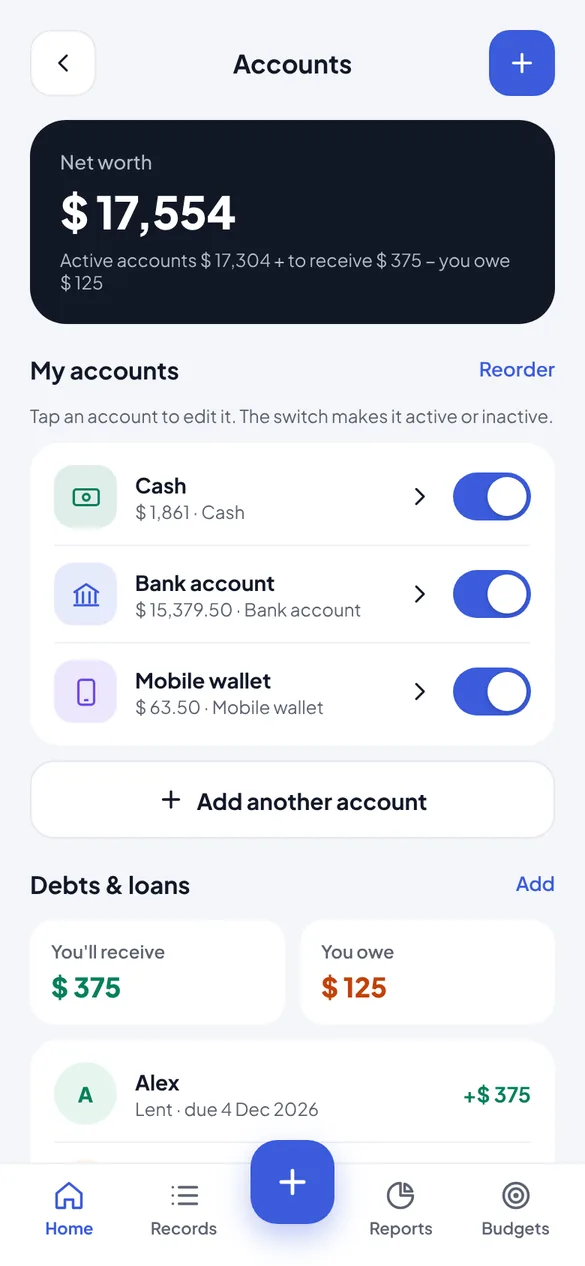 Accounts
Net worth
$ 17,554
Active accounts $ 17,304 + to receive $ 375 – you owe
$ 125
My accounts
Reorder
Tap an account to edit it. The switch makes it active or inactive.
Cash
$ 1,861 · Cash
Bank account
$ 15,379.50 · Bank account
Mobile wallet
$ 63.50 · Mobile wallet
Add another account
Debts & loans
Add
You'll receive
$ 375
You owe
$ 125
A
Alex
Lent · due 4 Dec 2026
+$ 375
Home
Records
Reports
Budgets